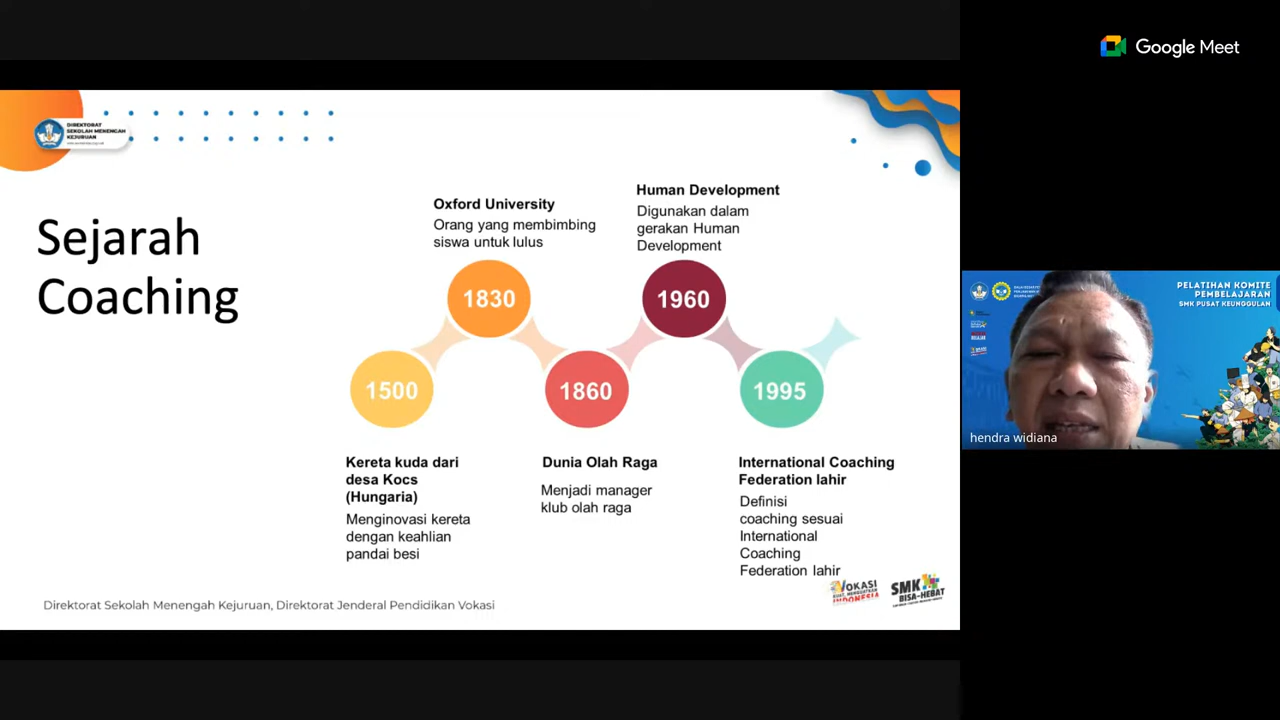 Google Meet
DIREKTORAT
SEKOLAH MENENGAH
KEJURUAN
Sejarah
Coaching
Oxford University
Orang yang membimbing
siswa untuk lulus
Human Development
Digunakan dalam
gerakan Human
Development
1830
1960
1500
1860
1995
Kereta kuda dari
desa Kocs
(Hungaria)
Menginovasi kereta
dengan keahlian
pandai besi
Dunia Olah Raga
Menjadi manager
klub olah raga
International Coaching
Federation lahir
Definisi
coaching sesuai
International
Coaching
Federation lahir
VOKASI
INDONESIA
SMK
BISA-HEBAT
Direktorat Sekolah Menengah Kejuruan, Direktorat Jenderal Pendidikan Vokasi
PELATIHAN KOMITE
PEMBELAJARAN
SMK PUSAT KEUNGGULAN
hendra widiana